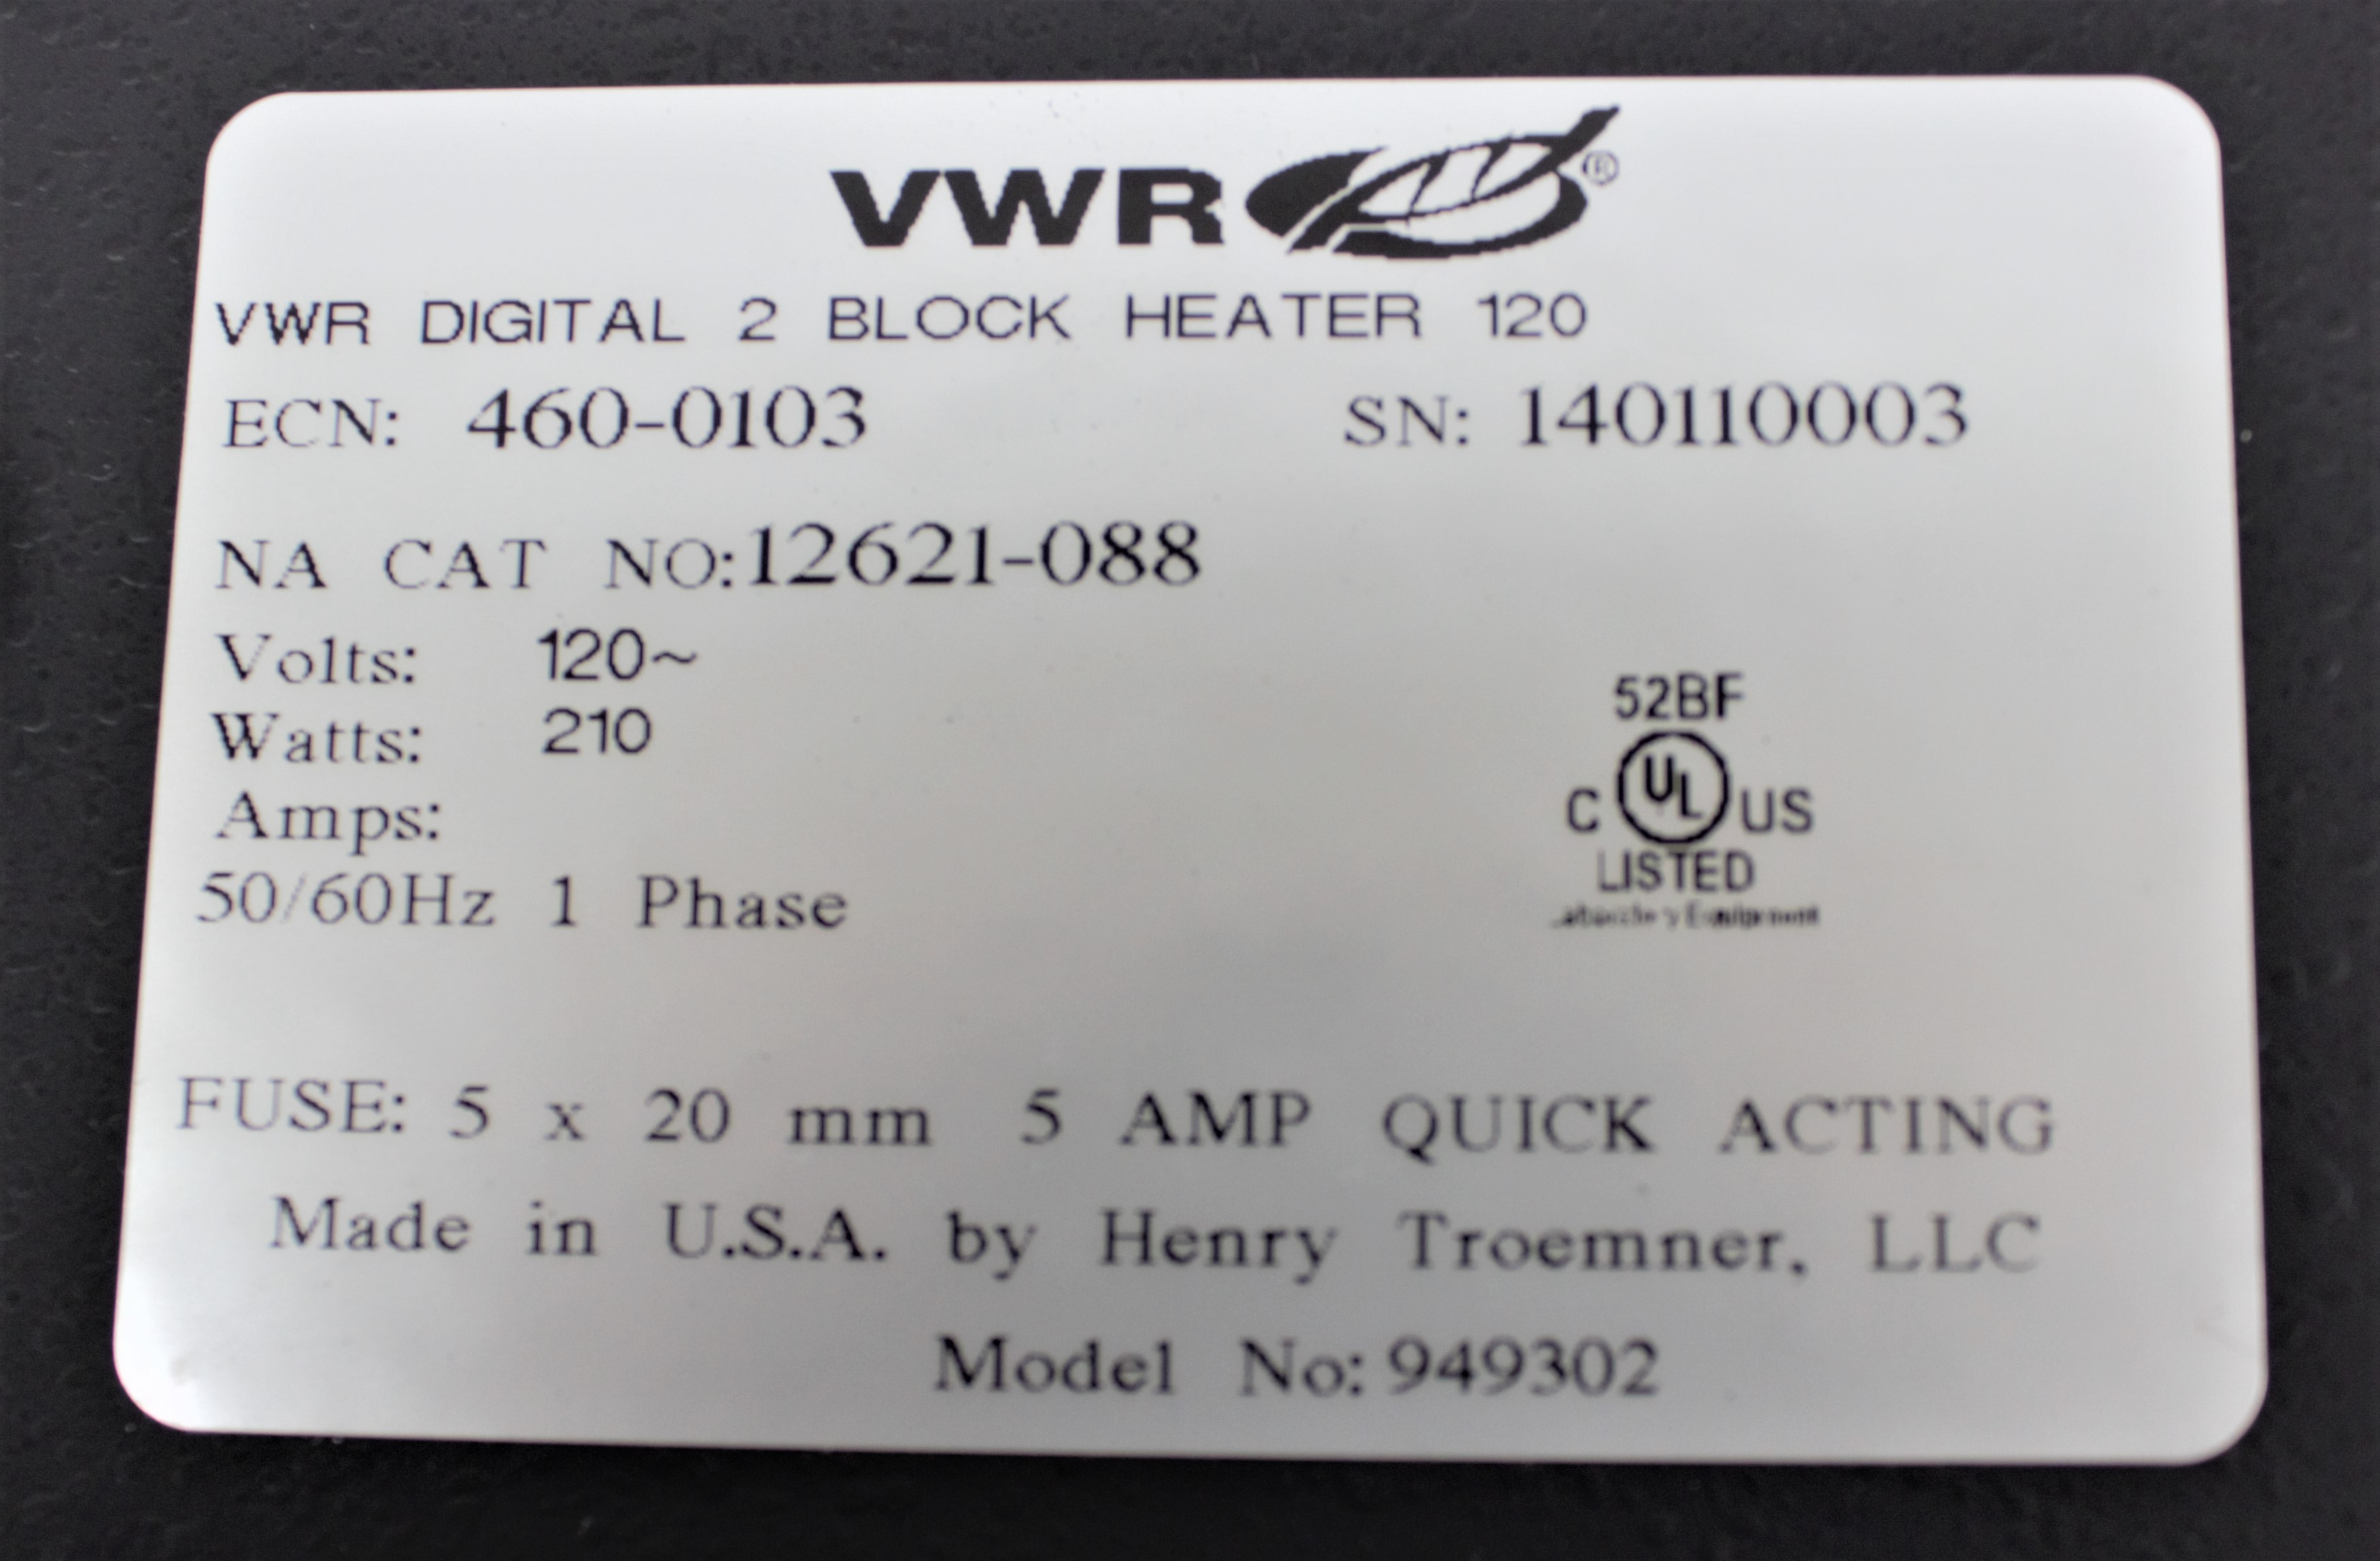 VWR®
VWR DIGITAL 2 BLOCK HEATER 120
ECN: 460-0103 SN: 140110003
NA CAT NO:12621-088
Volts: 120~
Watts: 210
Amps:
50/60Hz 1 Phase
52BF
C UL US
LISTED
FUSE: 5 x 20 mm 5 AMP QUICK ACTING
Made in U.S.A. by Henry Troemner, LLC
Model No: 949302